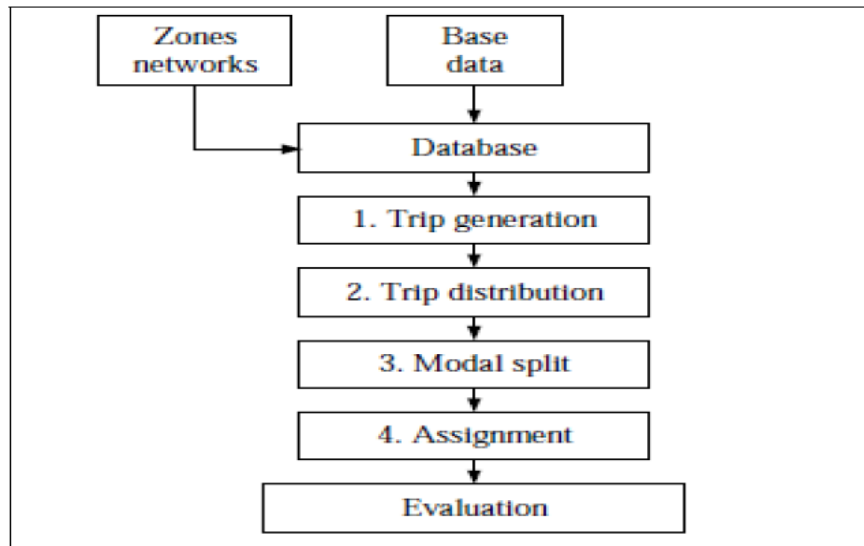 Zones
networks
Base
data
Database
1. Trip generation
2. Trip distribution
3. Modal split
4. Assignment
Evaluation